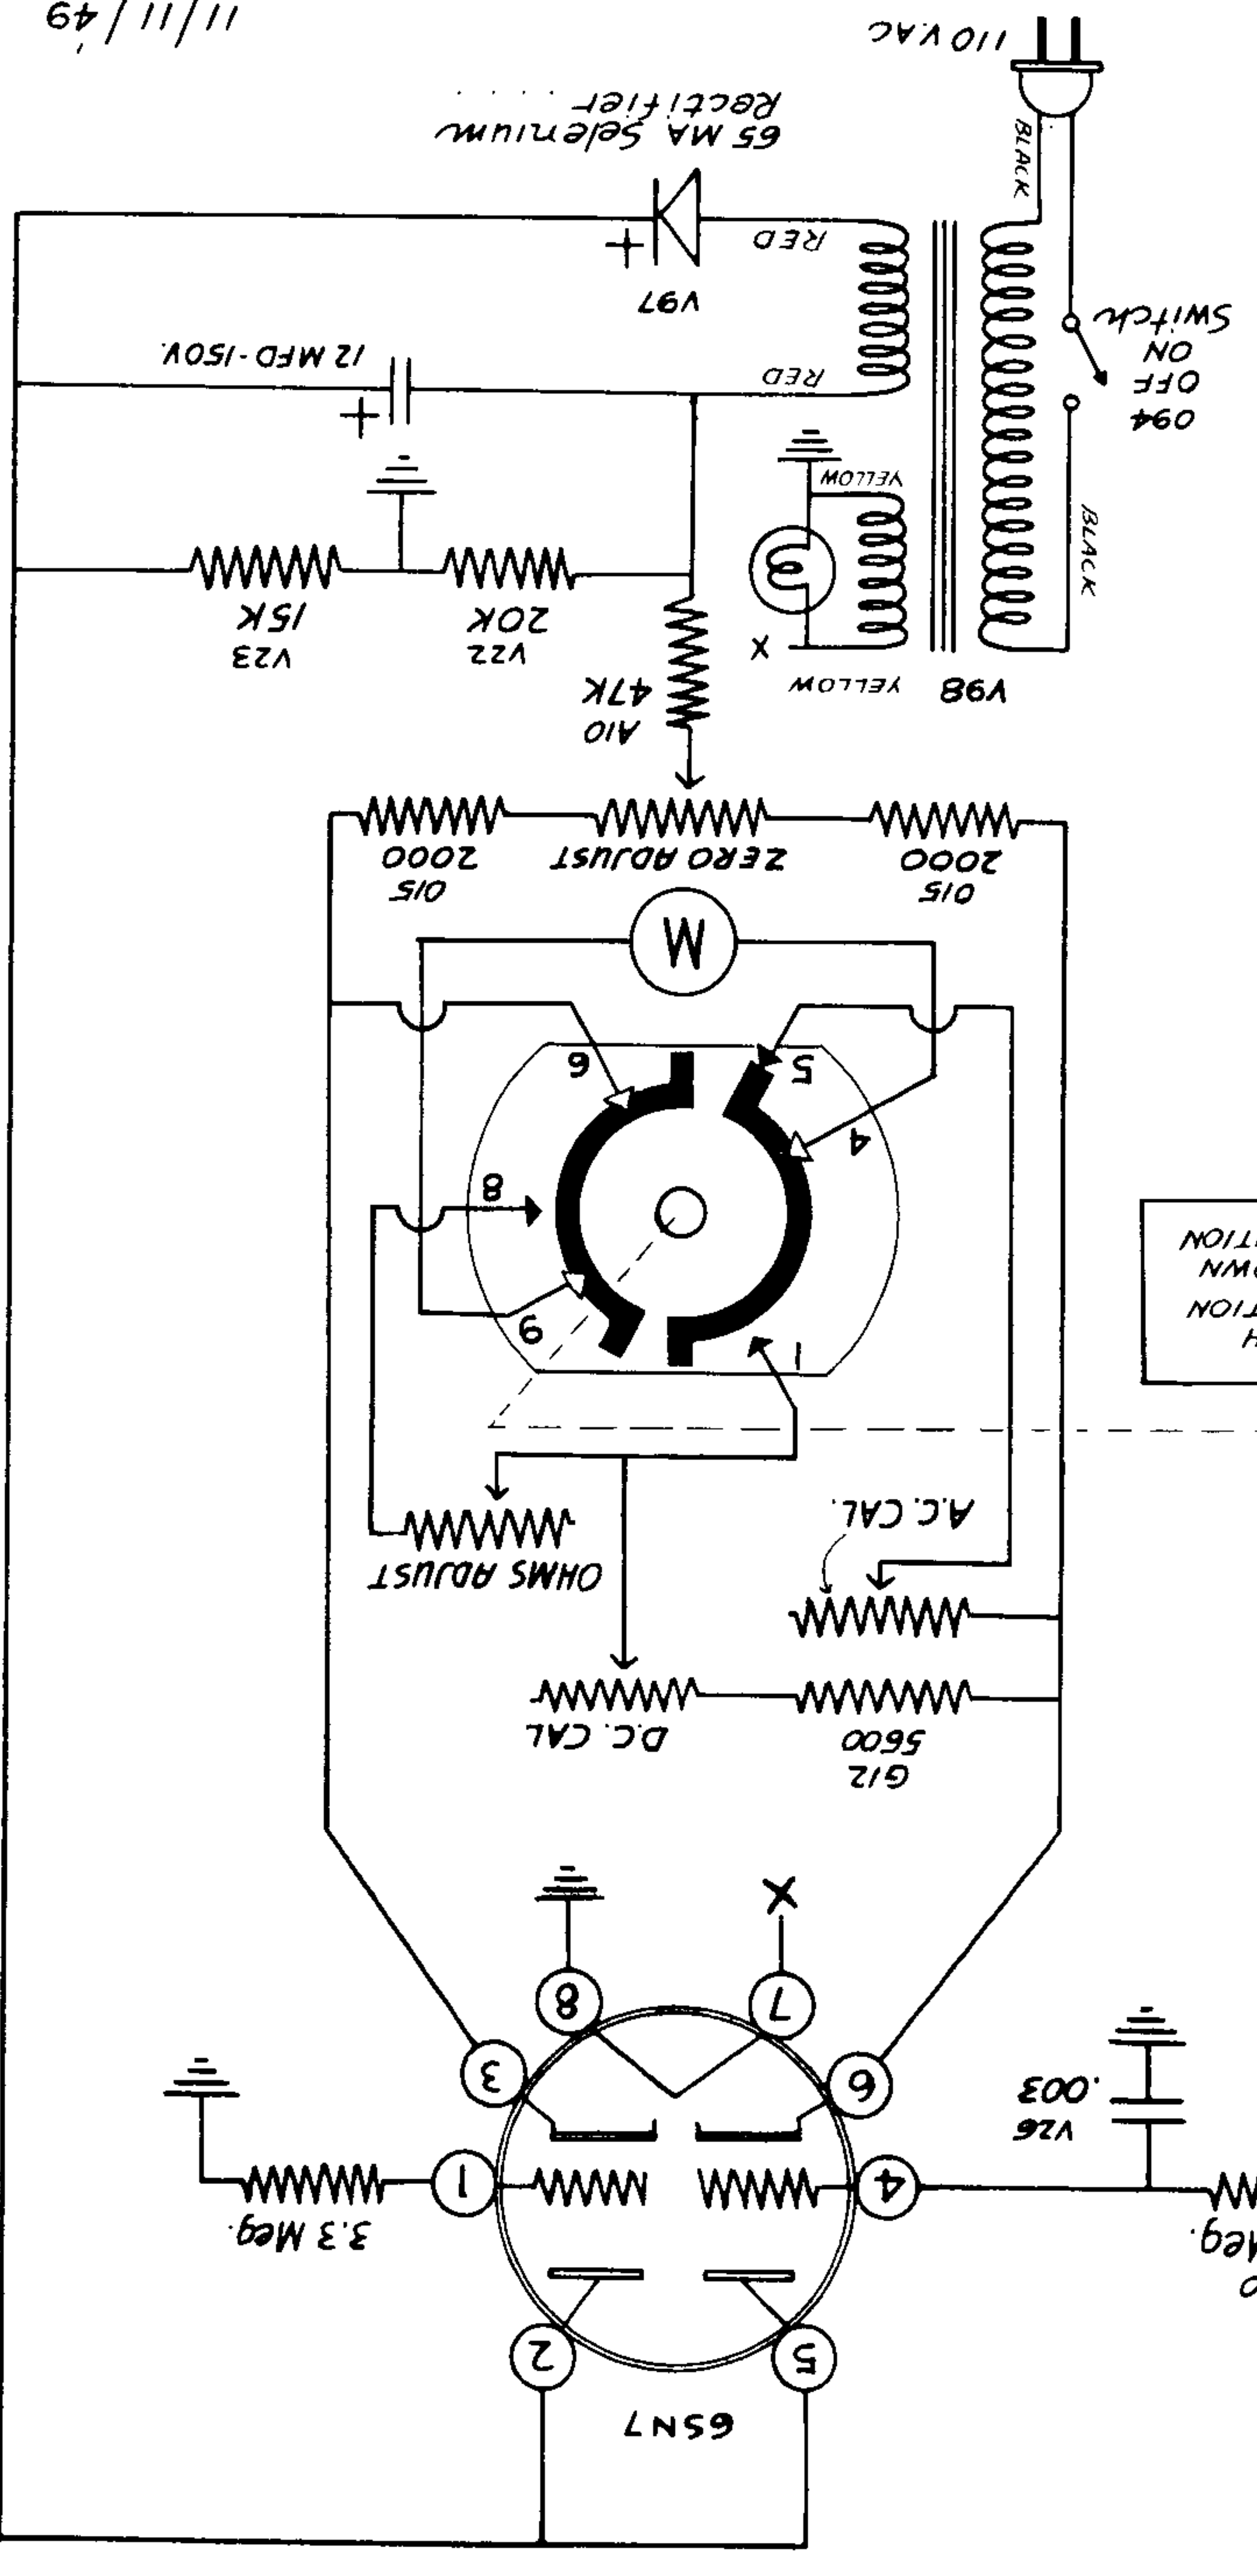 6SN7
5
2
Meg.
3.3 Meg.
4
1
V26
.003
6
3
7
8
X
G12
5600
D.C. CAL
A.C. CAL.
OHMS ADJUST
1
9
8
4
5
6
M
015
2000
ZERO ADJUST
015
2000
A10
47K
V98
YELLOW
X
YELLOW
V22
20K
V23
15K
BLACK
094
OFF
ON
Switch
RED
12 MFD-150V.
+
V97
+
RED
BLACK
65 MA Selenium
Rectifier
110 V.AC
11/11/49